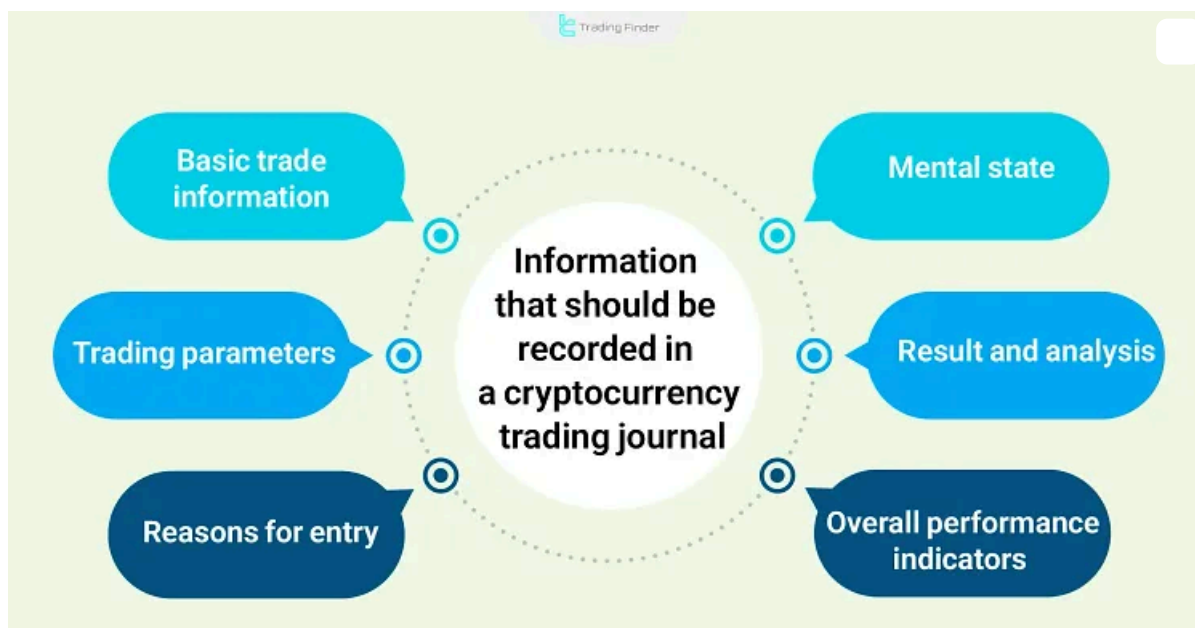 Trading Finder
Basic trade
information
Trading parameters
Reasons for entry
Information
that should be
recorded in
a cryptocurrency
trading journal
Mental state
Result and analysis
Overall performance
indicators